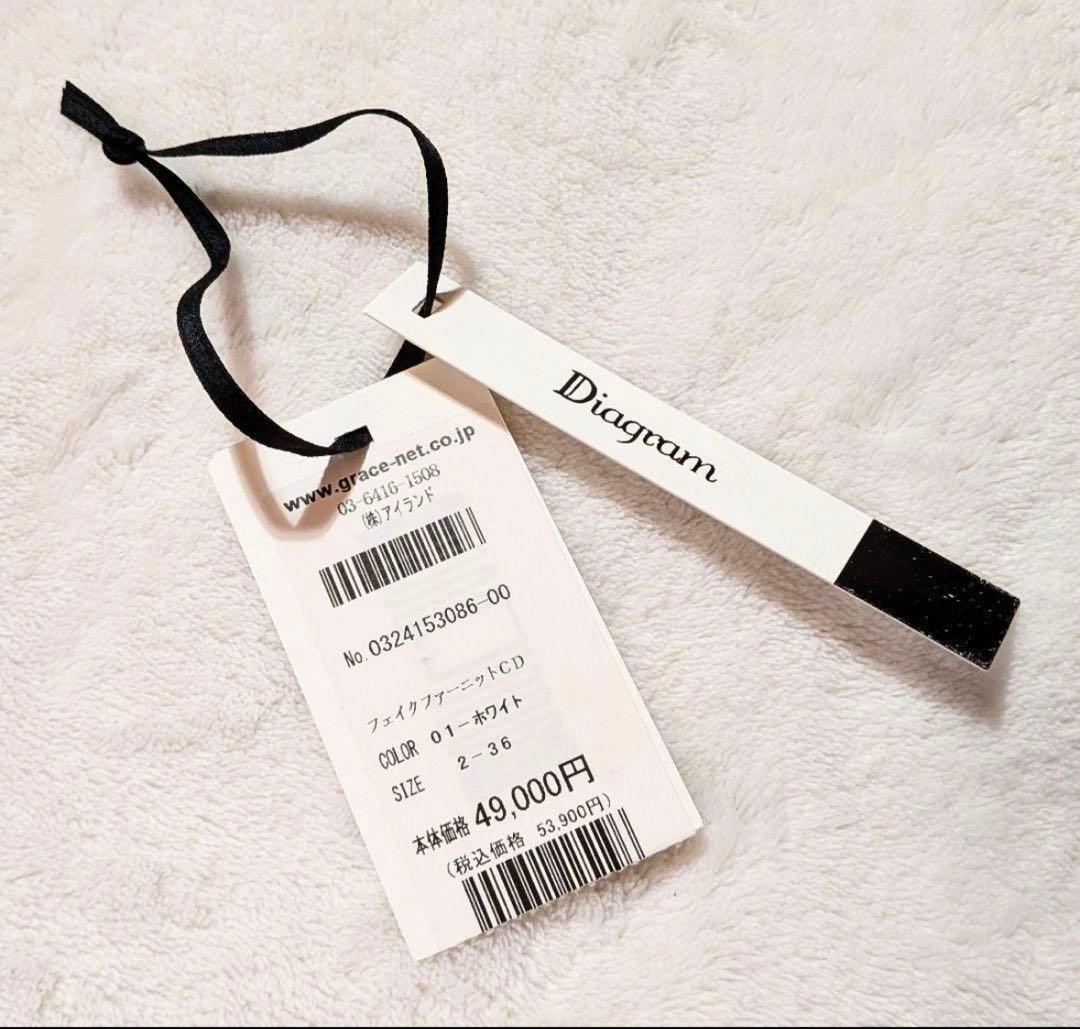 Diagram
www.grace-net.co.jp
03-6416-1508
(株)アイランド
No.0324153086-00
フェイクファーニットCD
COLOR 01-ホワイト
SIZE 2-36
本体価格 49,000円
(税込価格 53,900円)